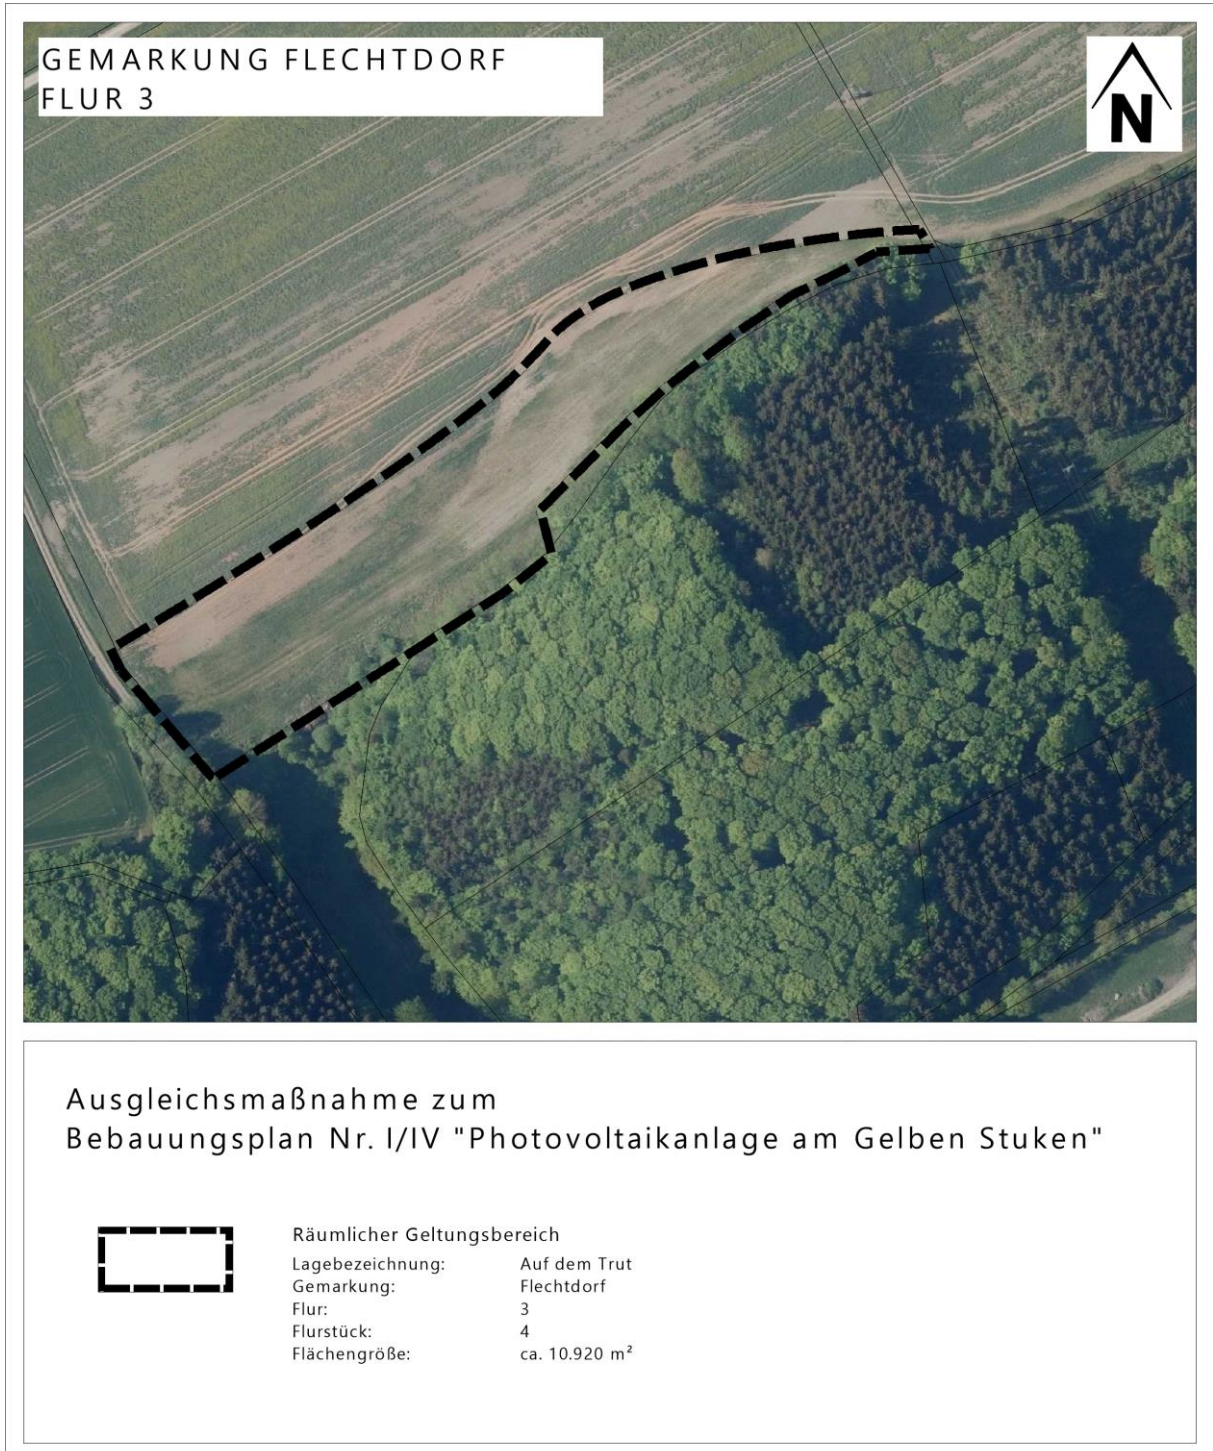 GEMARKUNG FLECHTDORF
FLUR 3
N
Ausgleichsmaßnahme zum
Bebauungsplan Nr. I/IV "Photovoltaikanlage am Gelben Stuken"
Räumlicher Geltungsbereich
Lagebezeichnung: Auf dem Trut
Gemarkung: Flechtdorf
Flur: 3
Flurstück: 4
Flächengröße: ca. 10.920 m²